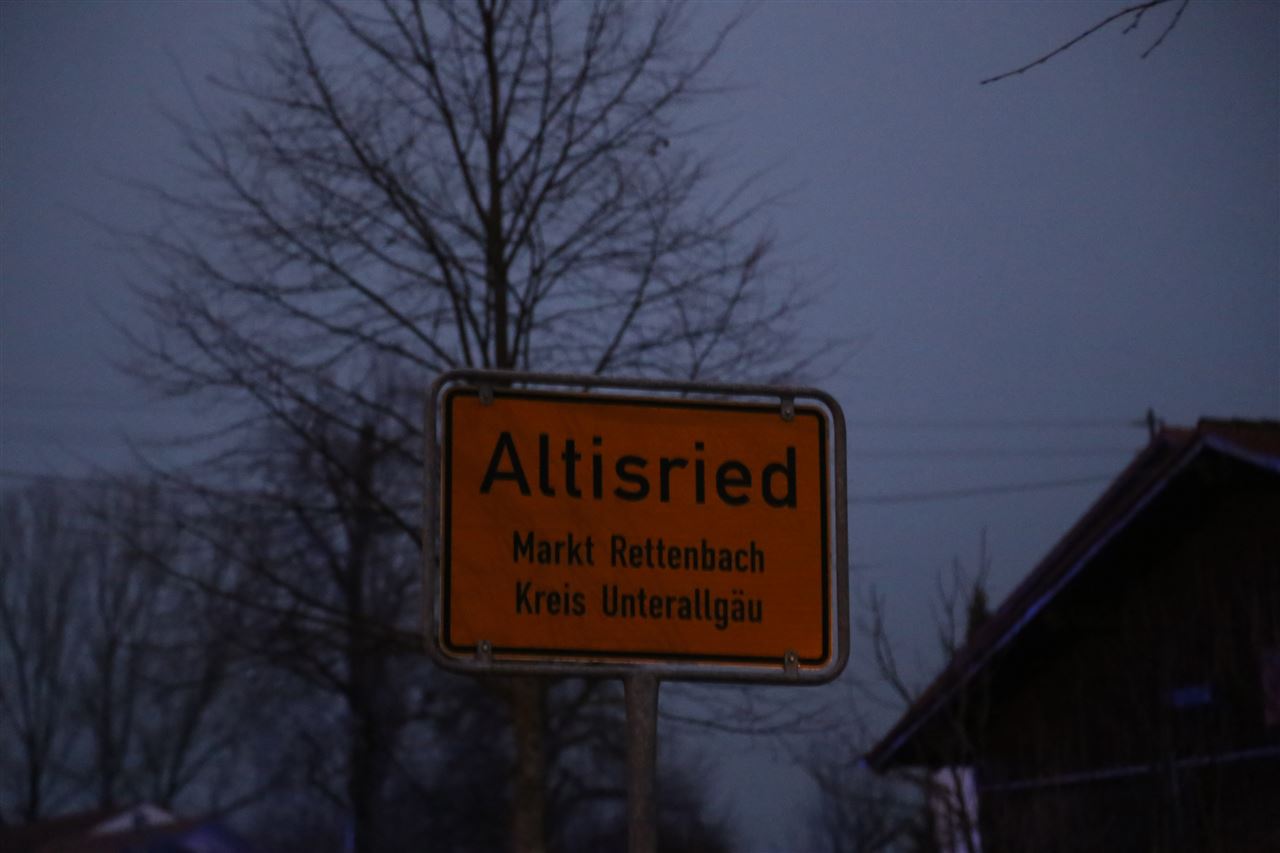 Altisried
Markt Rettenbach
Kreis Unterallgäu